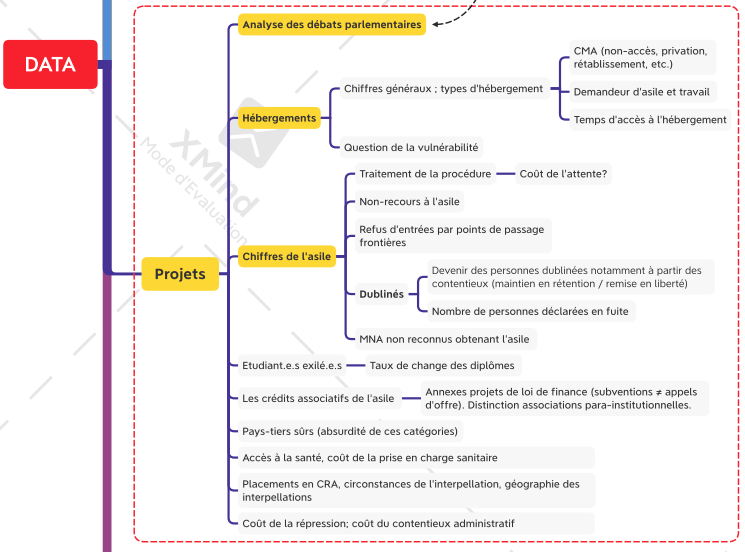 DATA
Analyse des débats parlementaires
Hébergements
Chiffres généraux ; types d'hébergement
CMA (non-accès, privation,
rétablissement, etc.)
Demandeur d'asile et travail
Temps d'accès à l'hébergement
Question de la vulnérabilité
XMind
Mode d'Evaluation
Projets
Chiffres de l'asile
Traitement de la procédure
Coût de l'attente?
Non-recours à l'asile
Refus d'entrées par points de passage
frontières
Dublinés
Devenir des personnes dublinées notamment à partir des
contentieux (maintien en rétention / remise en liberté)
Nombre de personnes déclarées en fuite
MNA non reconnus obtenant l'asile
Etudiant.e.s exilé.e.s
Taux de change des diplômes
Les crédits associatifs de l'asile
Annexes projets de loi de finance (subventions ≠ appels
d'offre). Distinction associations para-institutionnelles.
Pays-tiers sûrs (absurdité de ces catégories)
Accès à la santé, coût de la prise en charge sanitaire
Placements en CRA, circonstances de l'interpellation, géographie des
interpellations
Coût de la répression; coût du contentieux administratif